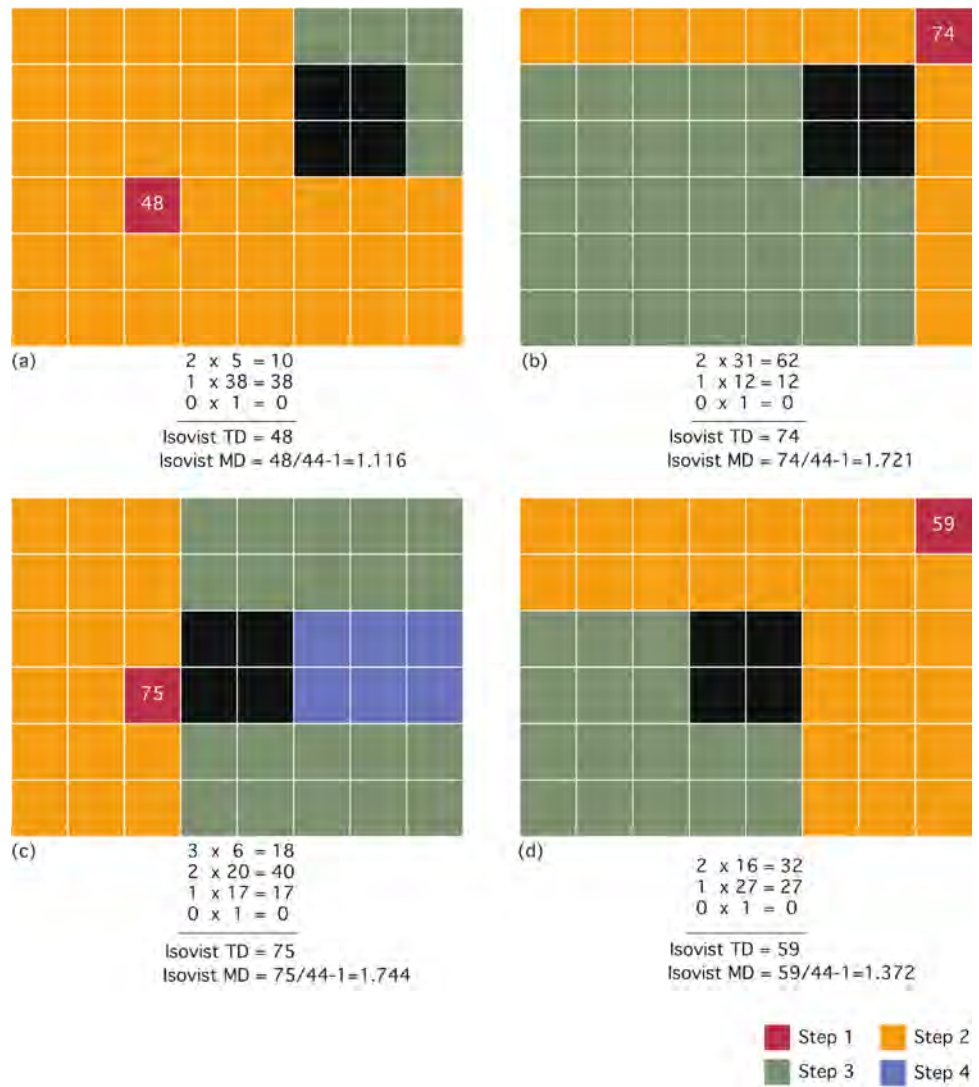 74
48
(a)
2 x 5 = 10
1 x 38 = 38
0 x 1 = 0
Isovist TD = 48
Isovist MD = 48/44-1=1.116
(b)
2 x 31 = 62
1 x 12 = 12
0 x 1 = 0
Isovist TD = 74
Isovist MD = 74/44-1=1.721
59
75
(c)
3 x 6 = 18
2 x 20 = 40
1 x 17 = 17
0 x 1 = 0
Isovist TD = 75
Isovist MD = 75/44-1=1.744
(d)
2 x 16 = 32
1 x 27 = 27
0 x 1 = 0
Isovist TD = 59
Isovist MD = 59/44-1=1.372
Step 1 Step 2
Step 3 Step 4